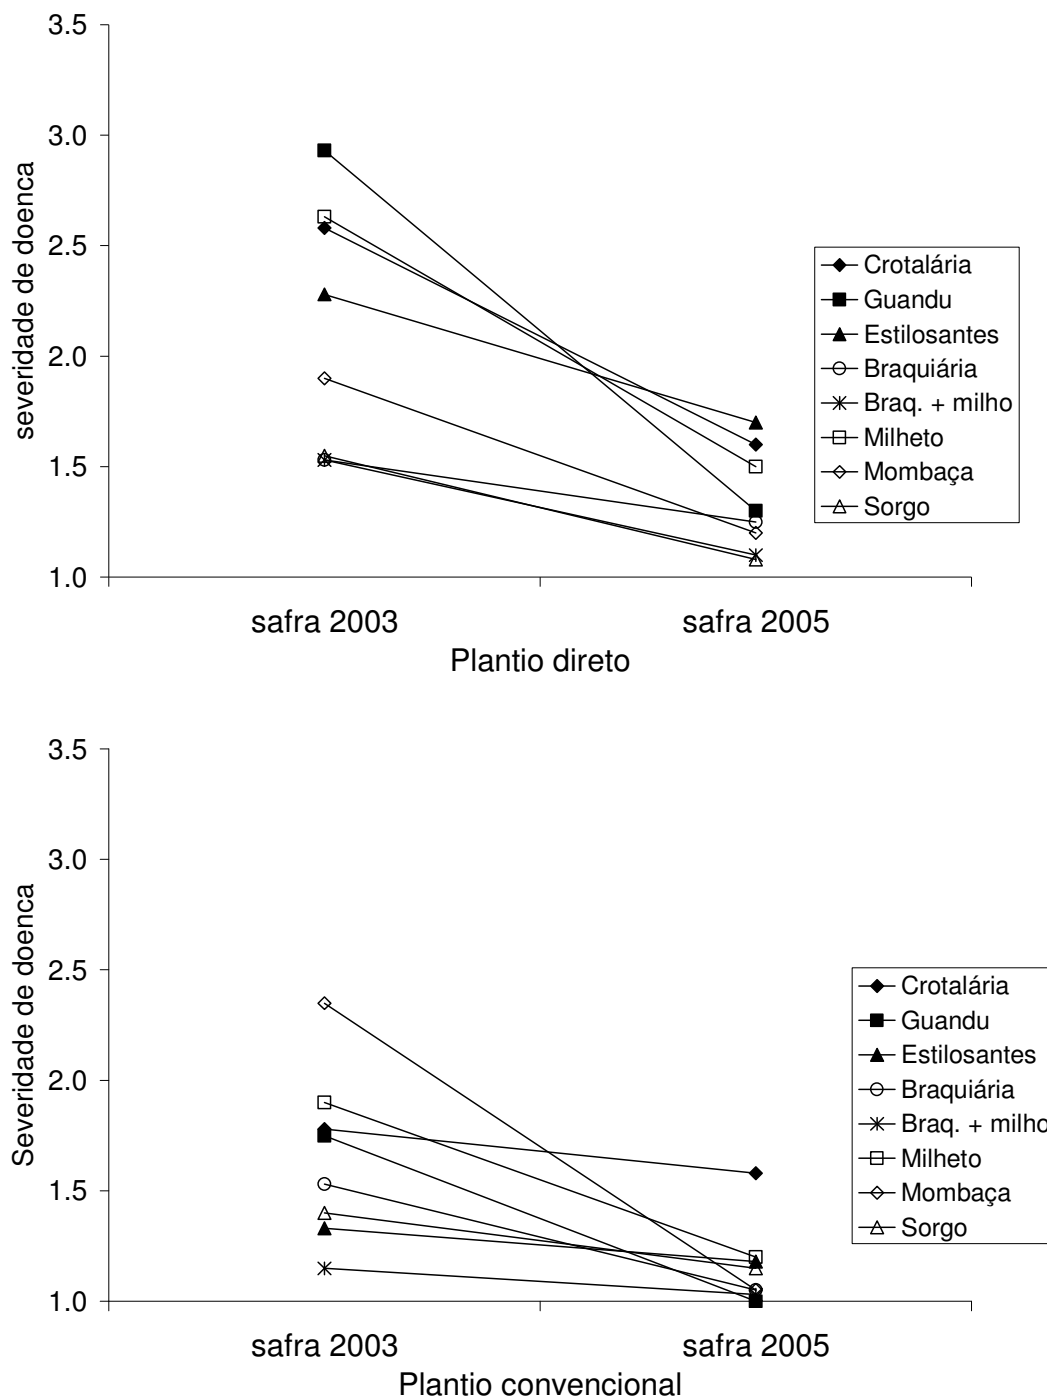 3.5
3.0
2.5
2.0
1.5
1.0
severidade de doenca
Crotalária
Guandu
Estilosantes
Braquiária
Braq. + milho
Milheto
Mombaça
Sorgo
safra 2003 safra 2005
Plantio direto
3.5
3.0
2.5
2.0
1.5
1.0
Severidade de doenca
Crotalária
Guandu
Estilosantes
Braquiária
Braq. + milho
Milheto
Mombaça
Sorgo
safra 2003 safra 2005
Plantio convencional